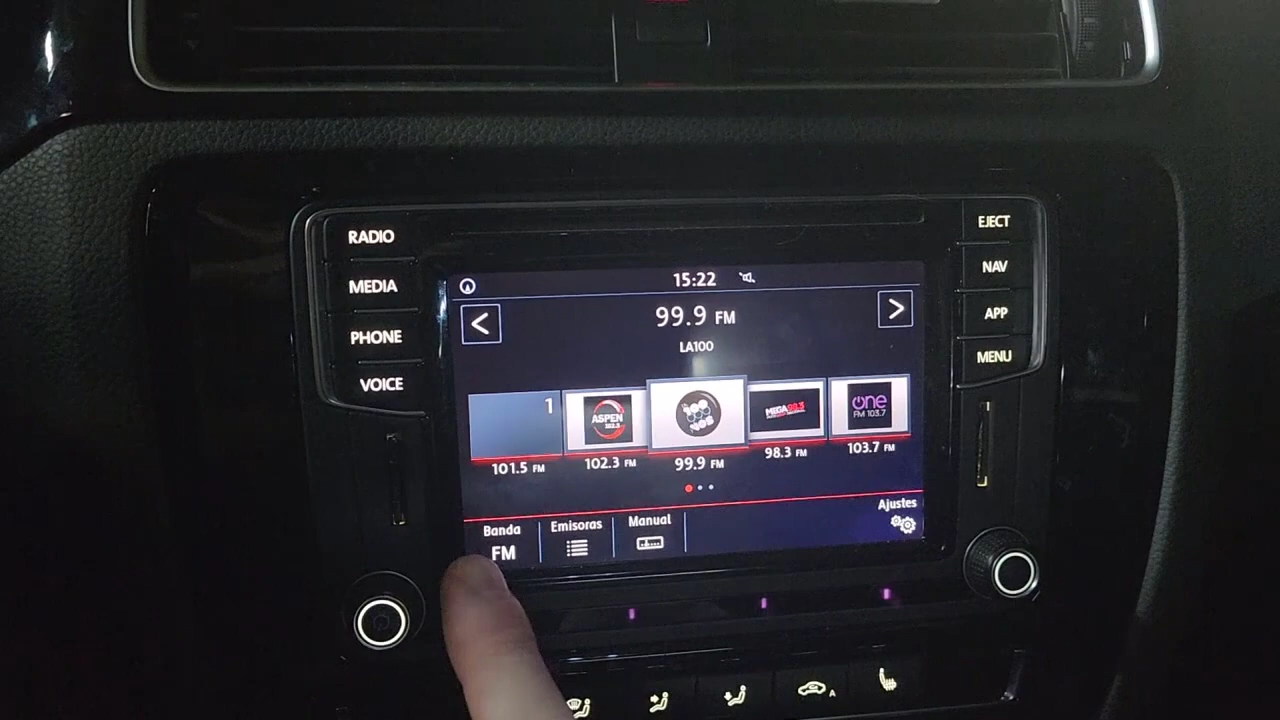 RADIO
MEDIA
PHONE
VOICE
EJECT
NAV
APP
MENU
15:22
<
99.9 FM
>
LA100
1
ASPEN
102.3
MEGA 98.3
One
FM 103.7
101.5 FM
102.3 FM
99.9 FM
98.3 FM
103.7 FM
Banda
FM
Emisoras
Manual
Ajustes
A